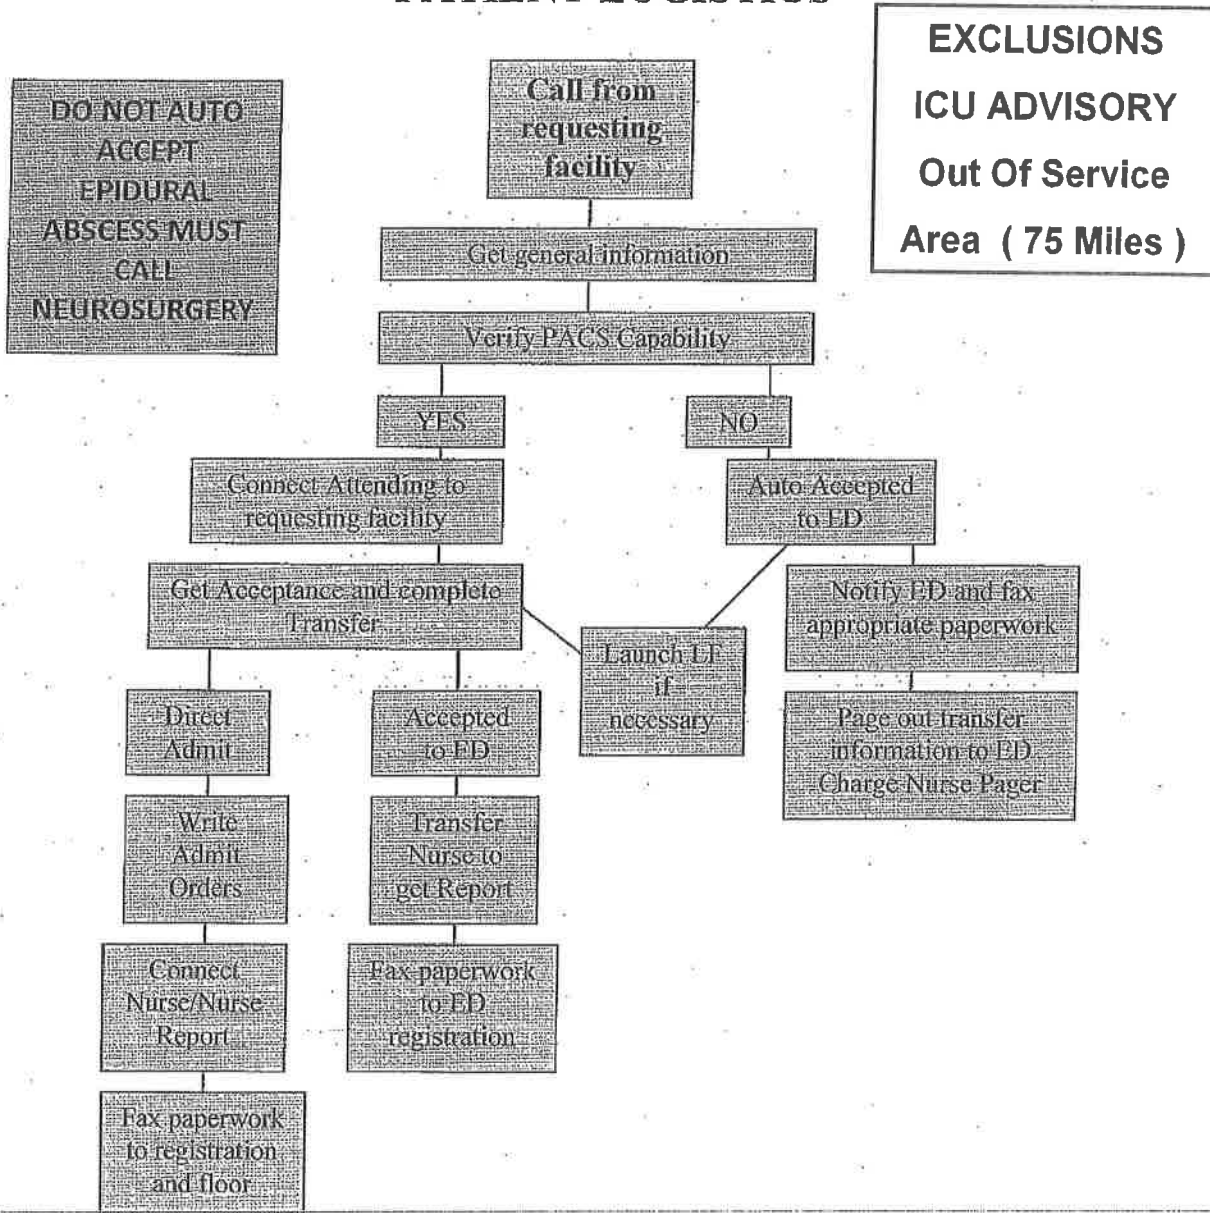 EXCLUSIONS
ICU ADVISORY
Out Of Service
Area ( 75 Miles )
DO NOT AUTO
ACCEPT
EPIDURAL
ABSCESS MUST
CALL
NEUROSURGERY
Call from
requesting
facility
Get general information
Verify PACS Capability
YES
NO
Connect Attending to
requesting facility
Auto Accepted
to ED
Get Acceptance and complete
Transfer
Notify ED and fax
appropriate paperwork
Launch LF
if
necessary
Direct
Admit
Accepted
to ED
Page out transfer
information to ED
Charge Nurse Pager
Write
Admit
Orders
Transfer
Nurse to
get Report
Connect
Nurse/Nurse
Report
Fax paperwork
to ED
registration
Fax paperwork
to registration
and floor